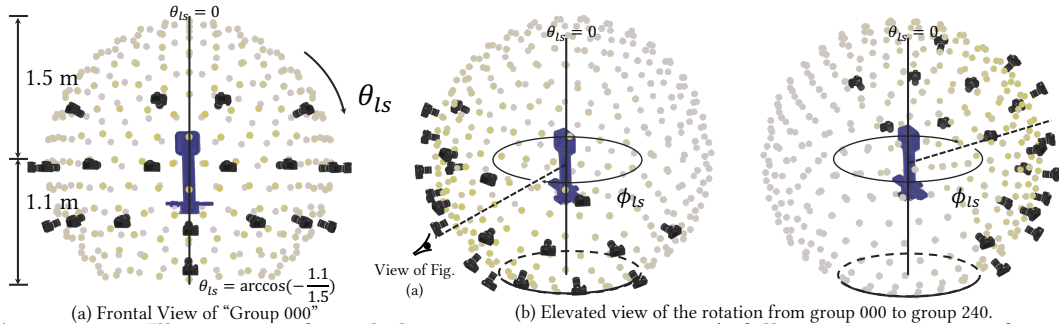 θ_ls = 0
1.5 m
1.1 m
θ_ls
θ_ls = arccos(-1.1/1.5)
(a) Frontal View of “Group 000”
θ_ls = 0
ϕ_ls
View of Fig.
(a)
θ_ls = 0
ϕ_ls
(b) Elevated view of the rotation from group 000 to group 240.